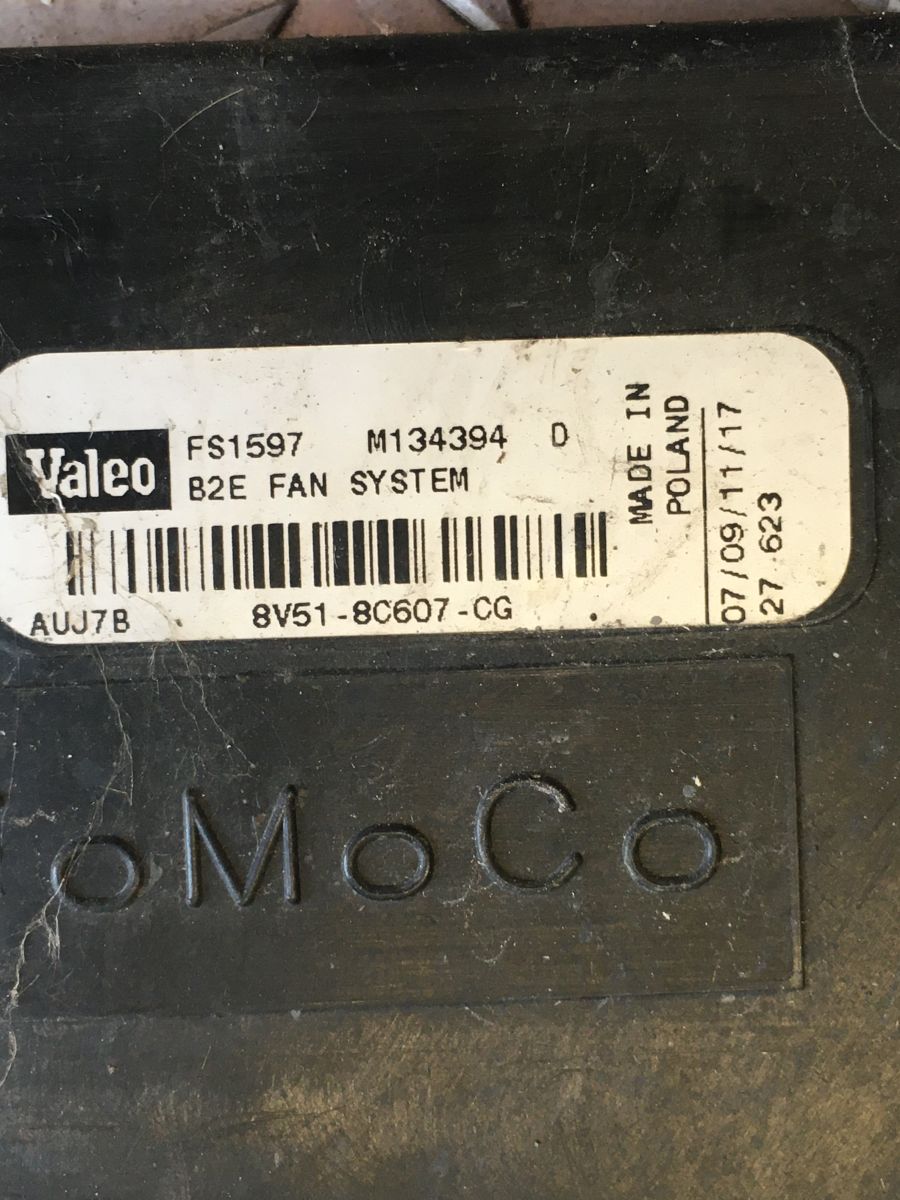 Valeo
FS1597 M134394 D
B2E FAN SYSTEM
AUJ7B 8V51-8C607-CG
MADE IN
POLAND
07/09/11/17
27 623
oMoCo